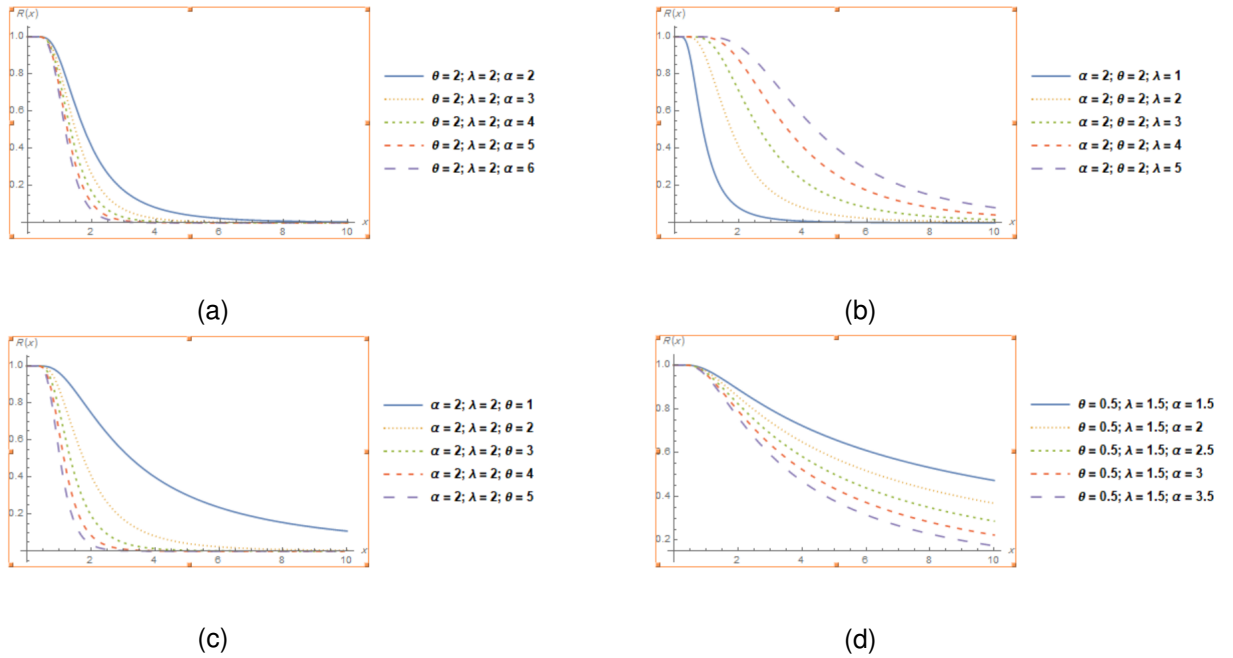 R(x)
1.0
0.8
0.6
0.4
0.2
2 4 6 8 10
x
θ = 2; λ = 2; α = 2
θ = 2; λ = 2; α = 3
θ = 2; λ = 2; α = 4
θ = 2; λ = 2; α = 5
θ = 2; λ = 2; α = 6
(a)
R(x)
1.0
0.8
0.6
0.4
0.2
2 4 6 8 10
x
α = 2; θ = 2; λ = 1
α = 2; θ = 2; λ = 2
α = 2; θ = 2; λ = 3
α = 2; θ = 2; λ = 4
α = 2; θ = 2; λ = 5
(b)
R(x)
1.0
0.8
0.6
0.4
0.2
2 4 6 8 10
x
α = 2; λ = 2; θ = 1
α = 2; λ = 2; θ = 2
α = 2; λ = 2; θ = 3
α = 2; λ = 2; θ = 4
α = 2; λ = 2; θ = 5
(c)
R(x)
1.0
0.8
0.6
0.4
0.2
2 4 6 8 10
x
θ = 0.5; λ = 1.5; α = 1.5
θ = 0.5; λ = 1.5; α = 2
θ = 0.5; λ = 1.5; α = 2.5
θ = 0.5; λ = 1.5; α = 3
θ = 0.5; λ = 1.5; α = 3.5
(d)